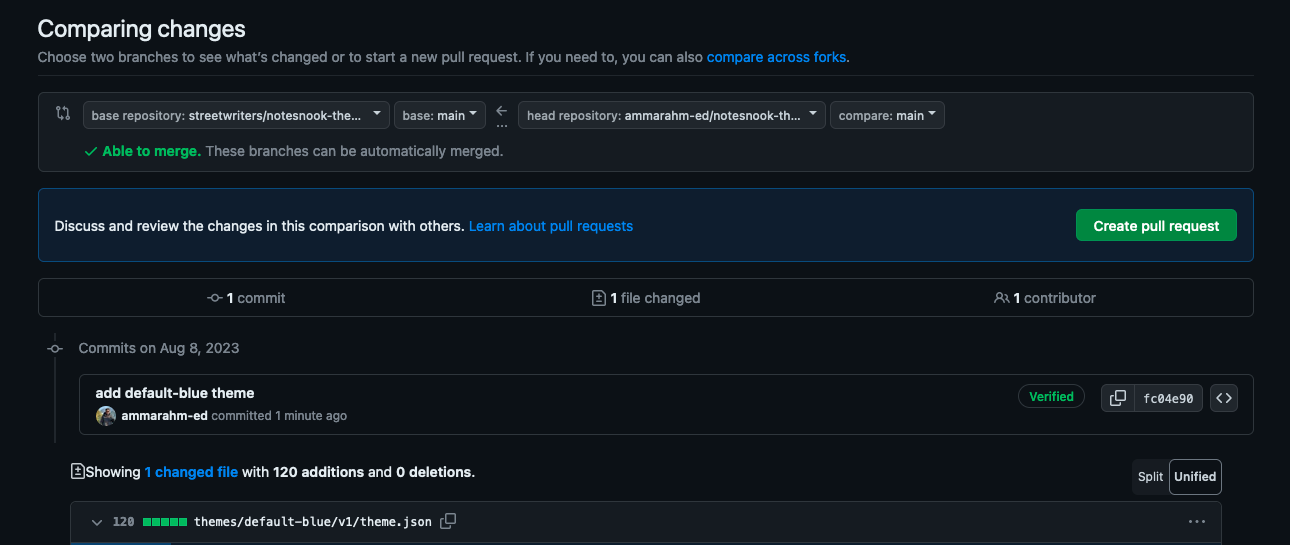 Comparing changes
Choose two branches to see what's changed or to start a new pull request. If you need to, you can also compare across forks.
base repository: streetwriters/notesnook-the... base: main ... head repository: ammarahm-ed/notesnook-th... compare: main
Able to merge. These branches can be automatically merged.
Discuss and review the changes in this comparison with others. Learn about pull requests Create pull request
1 commit 1 file changed 1 contributor
Commits on Aug 8, 2023
add default-blue theme
Verified fc04e90
ammarahm-ed committed 1 minute ago
Showing 1 changed file with 120 additions and 0 deletions.
Split Unified
120 themes/default-blue/v1/theme.json